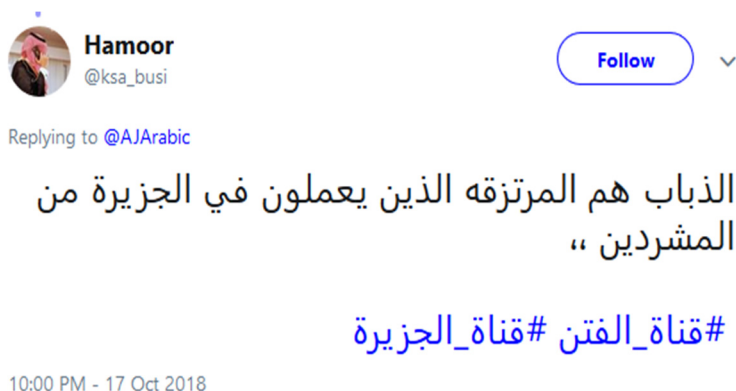 Hamoor
@ksa_busi
Follow
Replying to @AJArabic
الذباب هم المرتزقه الذين يعملون في الجزيرة من
المشردين ،،
#قناة_الفتن #قناة_الجزيرة
10:00 PM - 17 Oct 2018